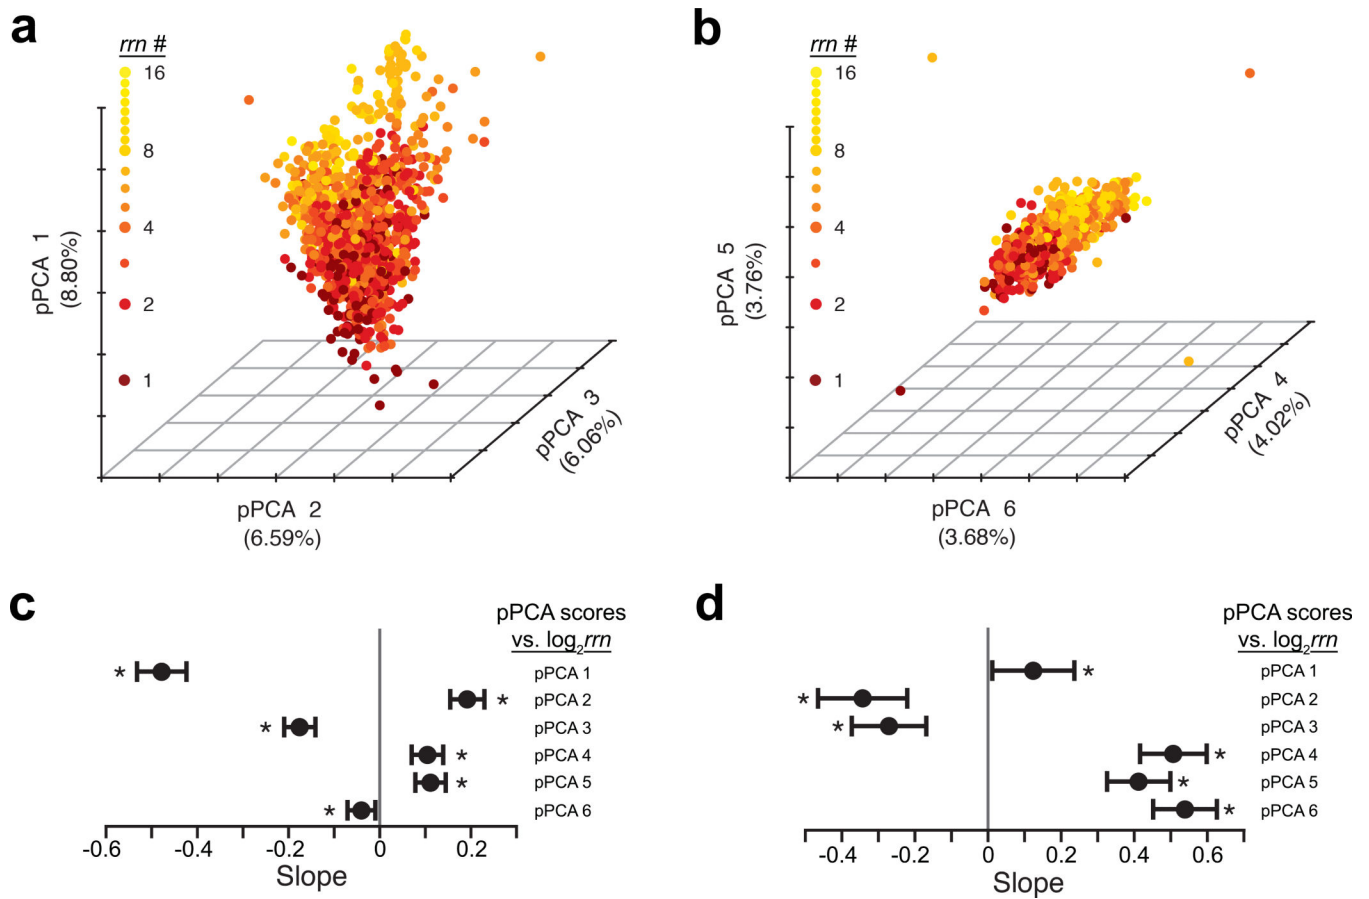 a
rrn #
16
8
4
2
1
pPCA 1
(8.80%)
pPCA 2
(6.59%)
pPCA 3
(6.06%)
b
rrn #
16
8
4
2
1
pPCA 5
(3.76%)
pPCA 6
(3.68%)
pPCA 4
(4.02%)
c
pPCA scores
vs. log₂rrn
* pPCA 1
* pPCA 2
* pPCA 3
* pPCA 4
* pPCA 5
* pPCA 6
-0.6 -0.4 -0.2 0 0.2
Slope
d
pPCA scores
vs. log₂rrn
* pPCA 1
* pPCA 2
* pPCA 3
* pPCA 4
* pPCA 5
* pPCA 6
-0.4 -0.2 0 0.2 0.4 0.6
Slope